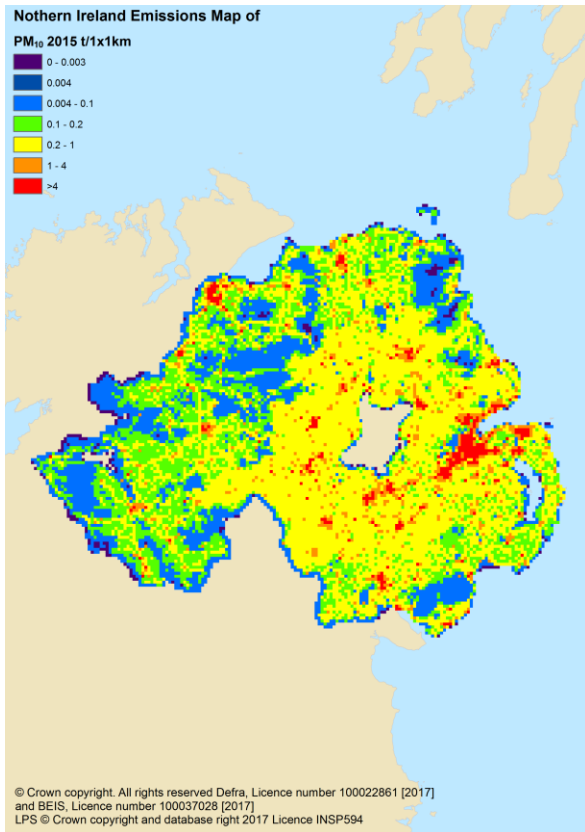 Nothern Ireland Emissions Map of
PM₁₀ 2015 t/1x1km
0 - 0.003
0.004
0.004 - 0.1
0.1 - 0.2
0.2 - 1
1 - 4
>4
© Crown copyright. All rights reserved Defra, Licence number 100022861 [2017]
and BEIS, Licence number 100037028 [2017]
LPS © Crown copyright and database right 2017 Licence INSP594